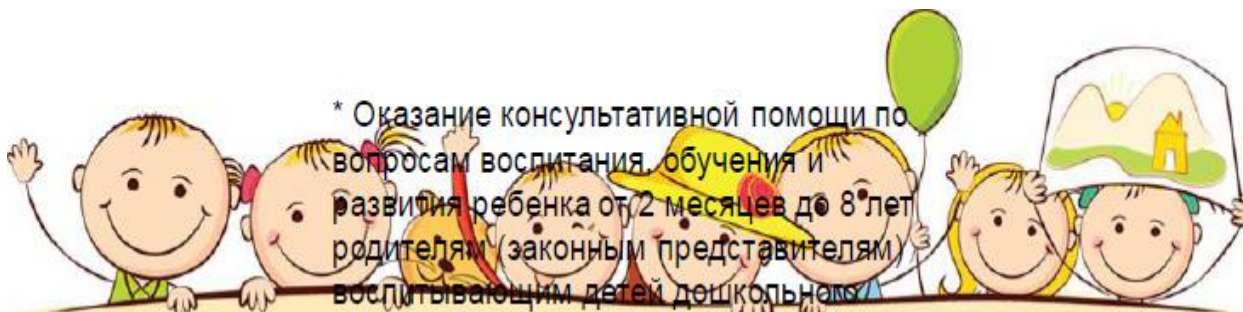 * Оказание консультативной помощи по
вопросам воспитания, обучения и
развития ребенка от 2 месяцев до 8 лет
родителям (законным представителям)
воспитывающим детей дошкольного